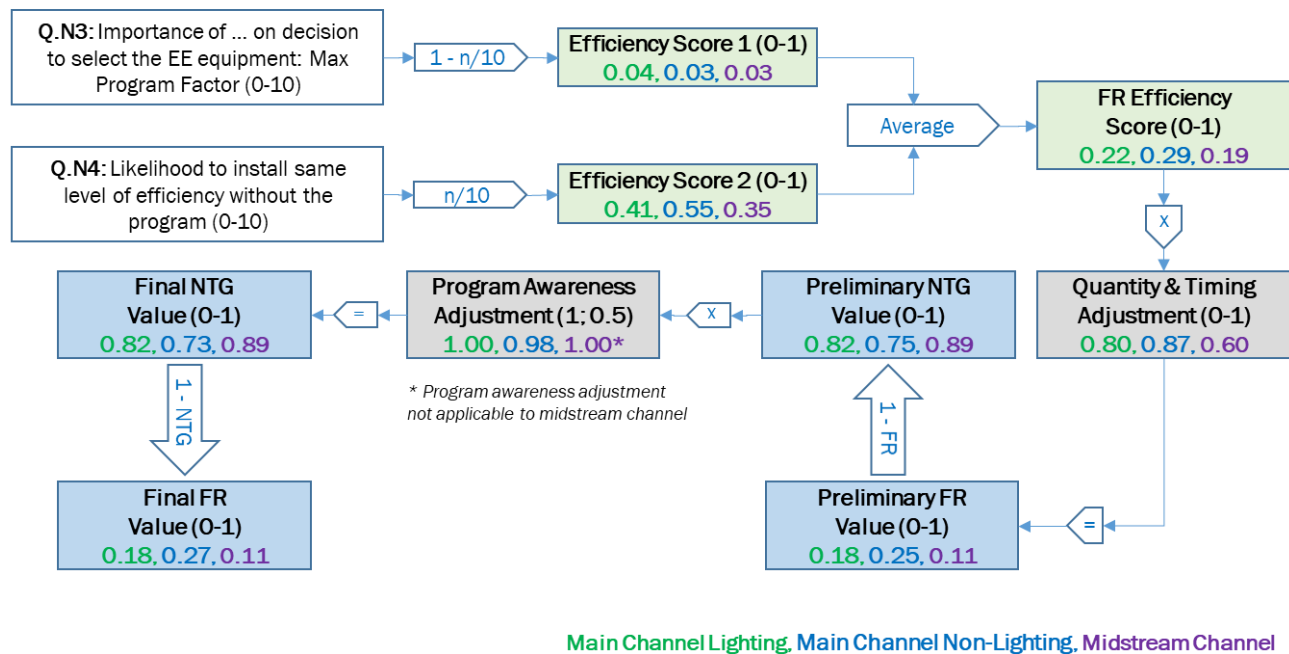 Q.N3: Importance of ... on decision
to select the EE equipment: Max
Program Factor (0-10)
1 - n/10
Efficiency Score 1 (0-1)
0.04, 0.03, 0.03
Average
FR Efficiency
Score (0-1)
0.22, 0.29, 0.19
Q.N4: Likelihood to install same
level of efficiency without the
program (0-10)
n/10
Efficiency Score 2 (0-1)
0.41, 0.55, 0.35
X
Final NTG
Value (0-1)
0.82, 0.73, 0.89
=
Program Awareness
Adjustment (1; 0.5)
1.00, 0.98, 1.00*
X
Preliminary NTG
Value (0-1)
0.82, 0.75, 0.89
Quantity & Timing
Adjustment (0-1)
0.80, 0.87, 0.60
* Program awareness adjustment
not applicable to midstream channel
1 - NTG
1 - FR
Final FR
Value (0-1)
0.18, 0.27, 0.11
Preliminary FR
Value (0-1)
0.18, 0.25, 0.11
=
Main Channel Lighting, Main Channel Non-Lighting, Midstream Channel